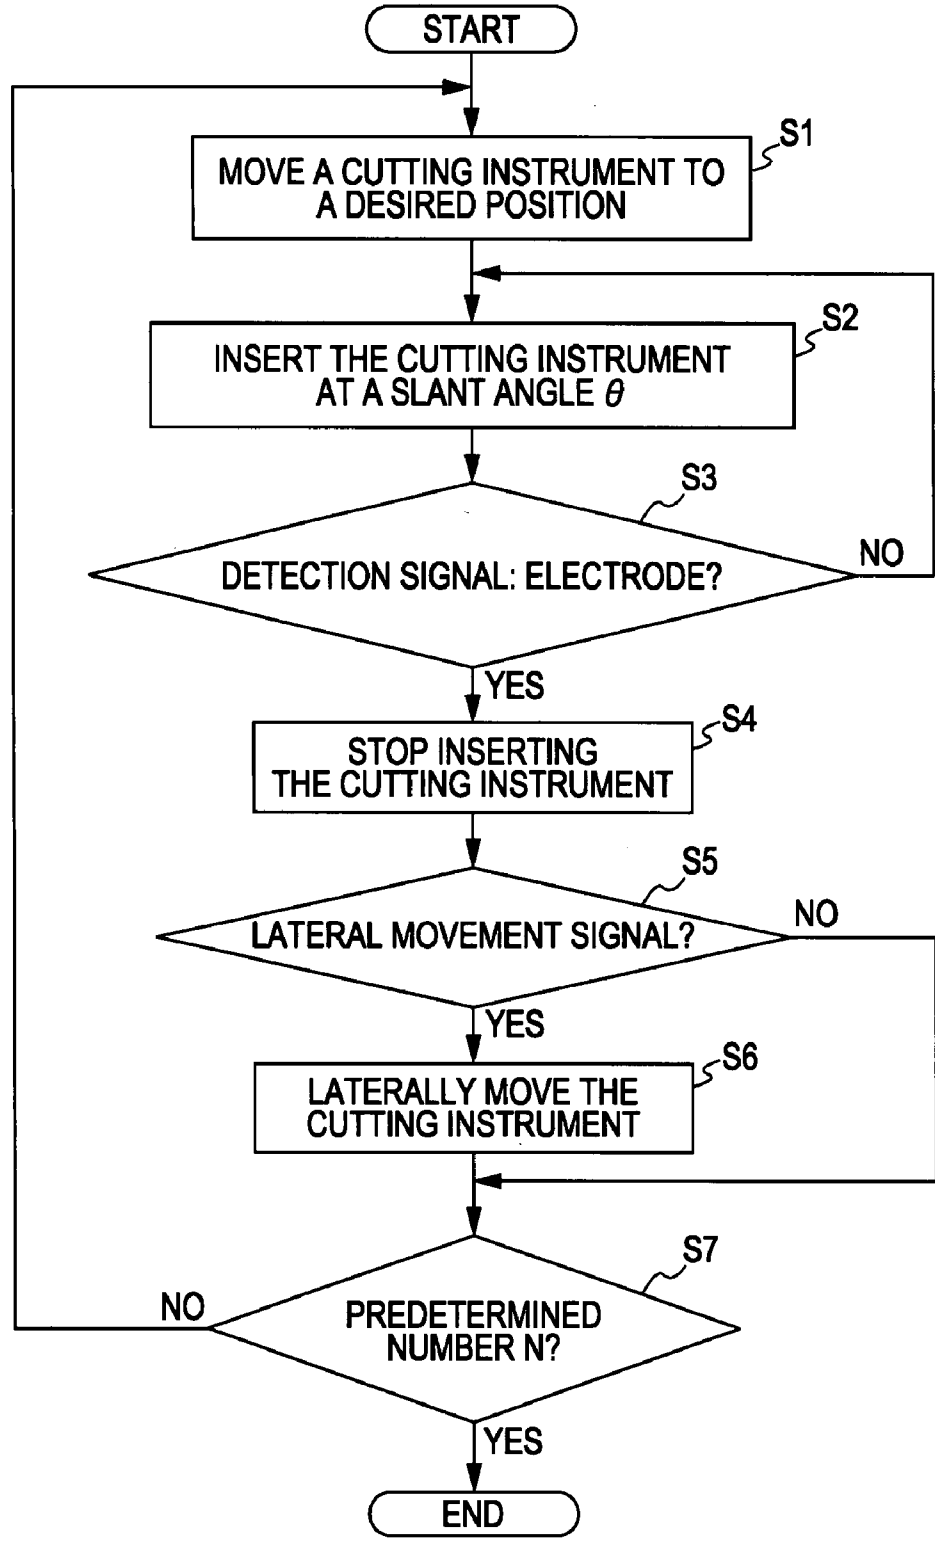 START
S1
MOVE A CUTTING INSTRUMENT TO
A DESIRED POSITION
S2
INSERT THE CUTTING INSTRUMENT
AT A SLANT ANGLE θ
S3
DETECTION SIGNAL: ELECTRODE?
NO
YES
S4
STOP INSERTING
THE CUTTING INSTRUMENT
S5
LATERAL MOVEMENT SIGNAL?
NO
YES
S6
LATERALLY MOVE THE
CUTTING INSTRUMENT
S7
NO
PREDETERMINED
NUMBER N?
YES
END